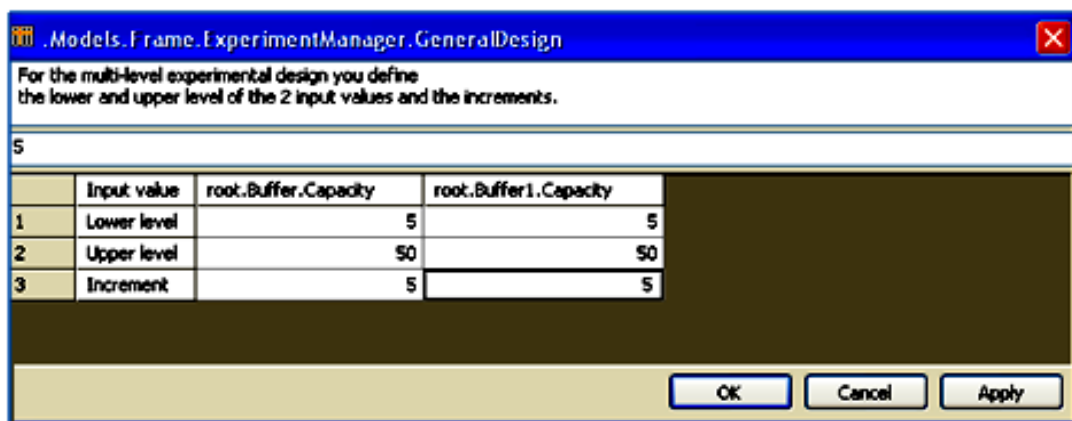 .Models.Frame.ExperimentManager.GeneralDesign
For the multi-level experimental design you define
the lower and upper level of the 2 input values and the increments.
5
Input value root.Buffer.Capacity root.Buffer1.Capacity
1 Lower level 5 5
2 Upper level 50 50
3 Increment 5 5
OK Cancel Apply